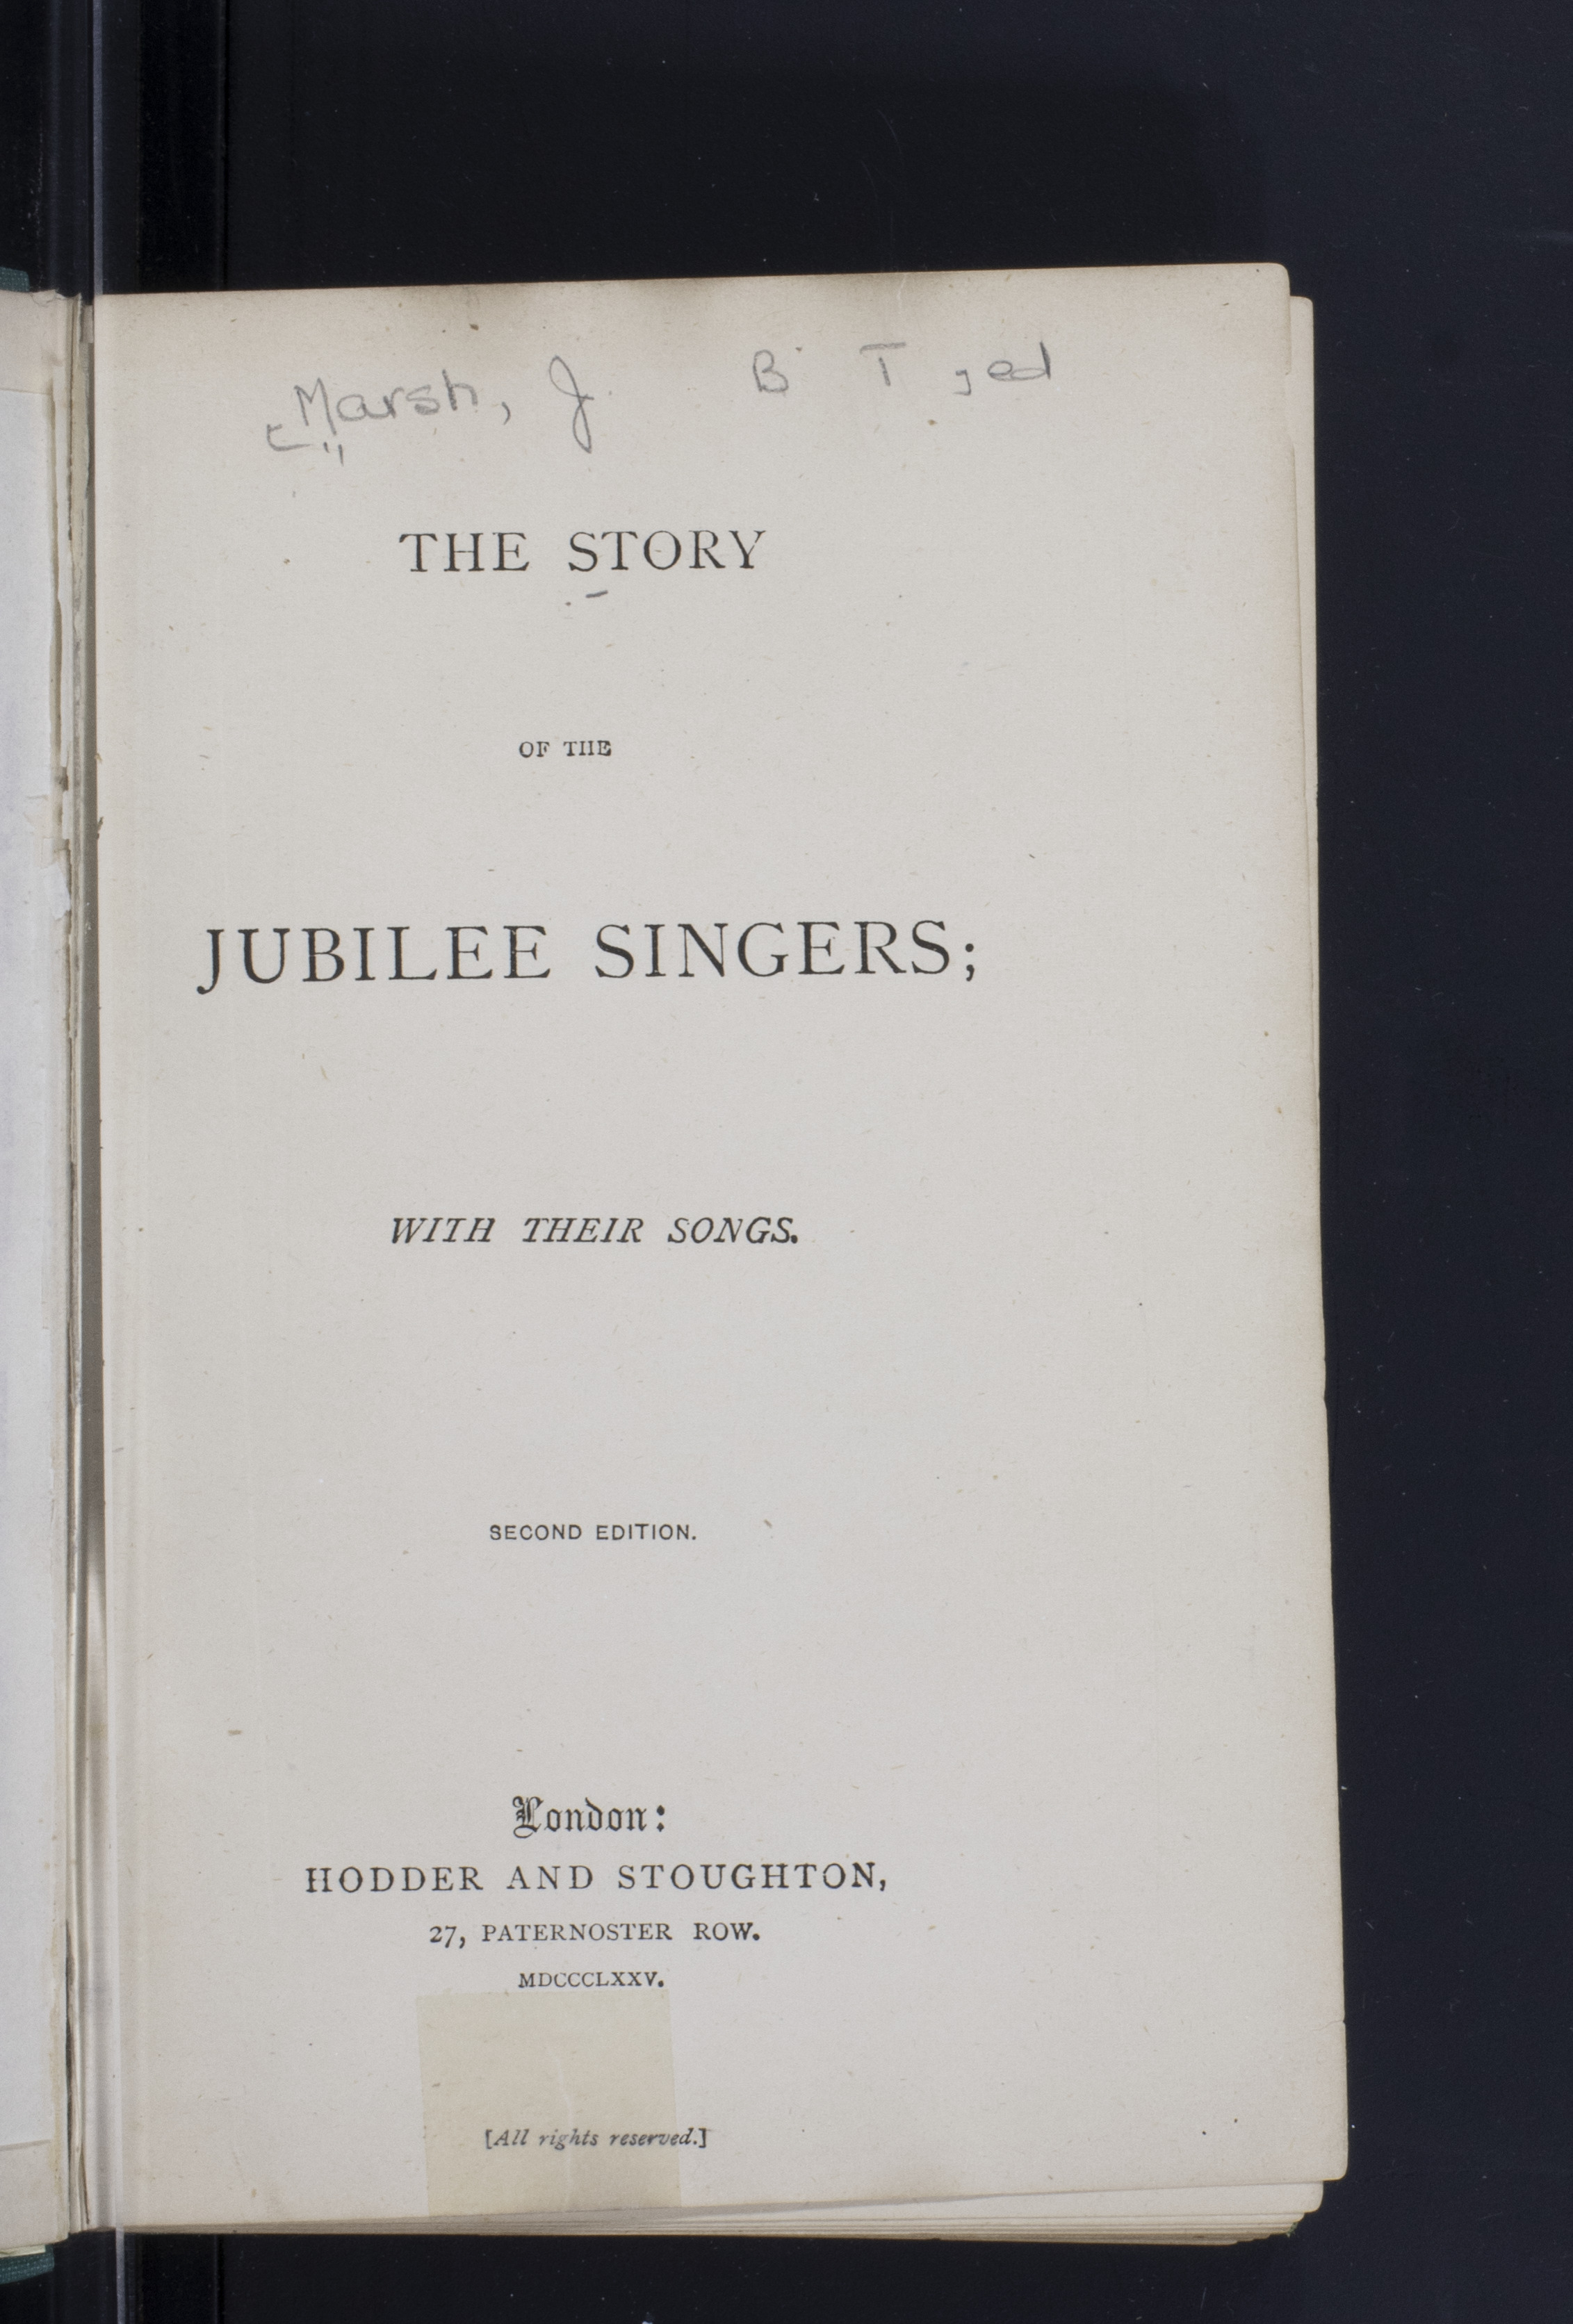 Marsh, J. B. T., ed
THE STORY
OF THE
JUBILEE SINGERS;
WITH THEIR SONGS.
SECOND EDITION.
London:
HODDER AND STOUGHTON,
27, PATERNOSTER ROW.
MDCCCLXXV.
[All rights reserved.]